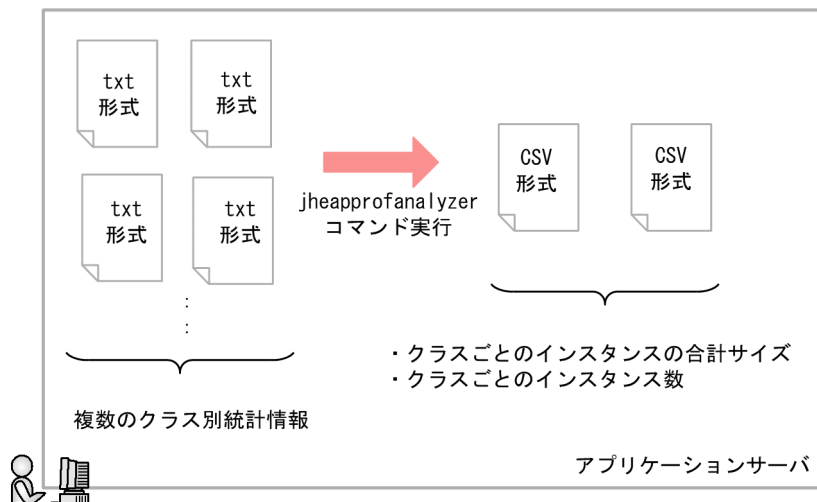 txt
形式
txt
形式
txt
形式
txt
形式
:
:
複数のクラス別統計情報
jheapprofanalyzer
コマンド実行
CSV
形式
CSV
形式
・クラスごとのインスタンスの合計サイズ
・クラスごとのインスタンス数
アプリケーションサーバ